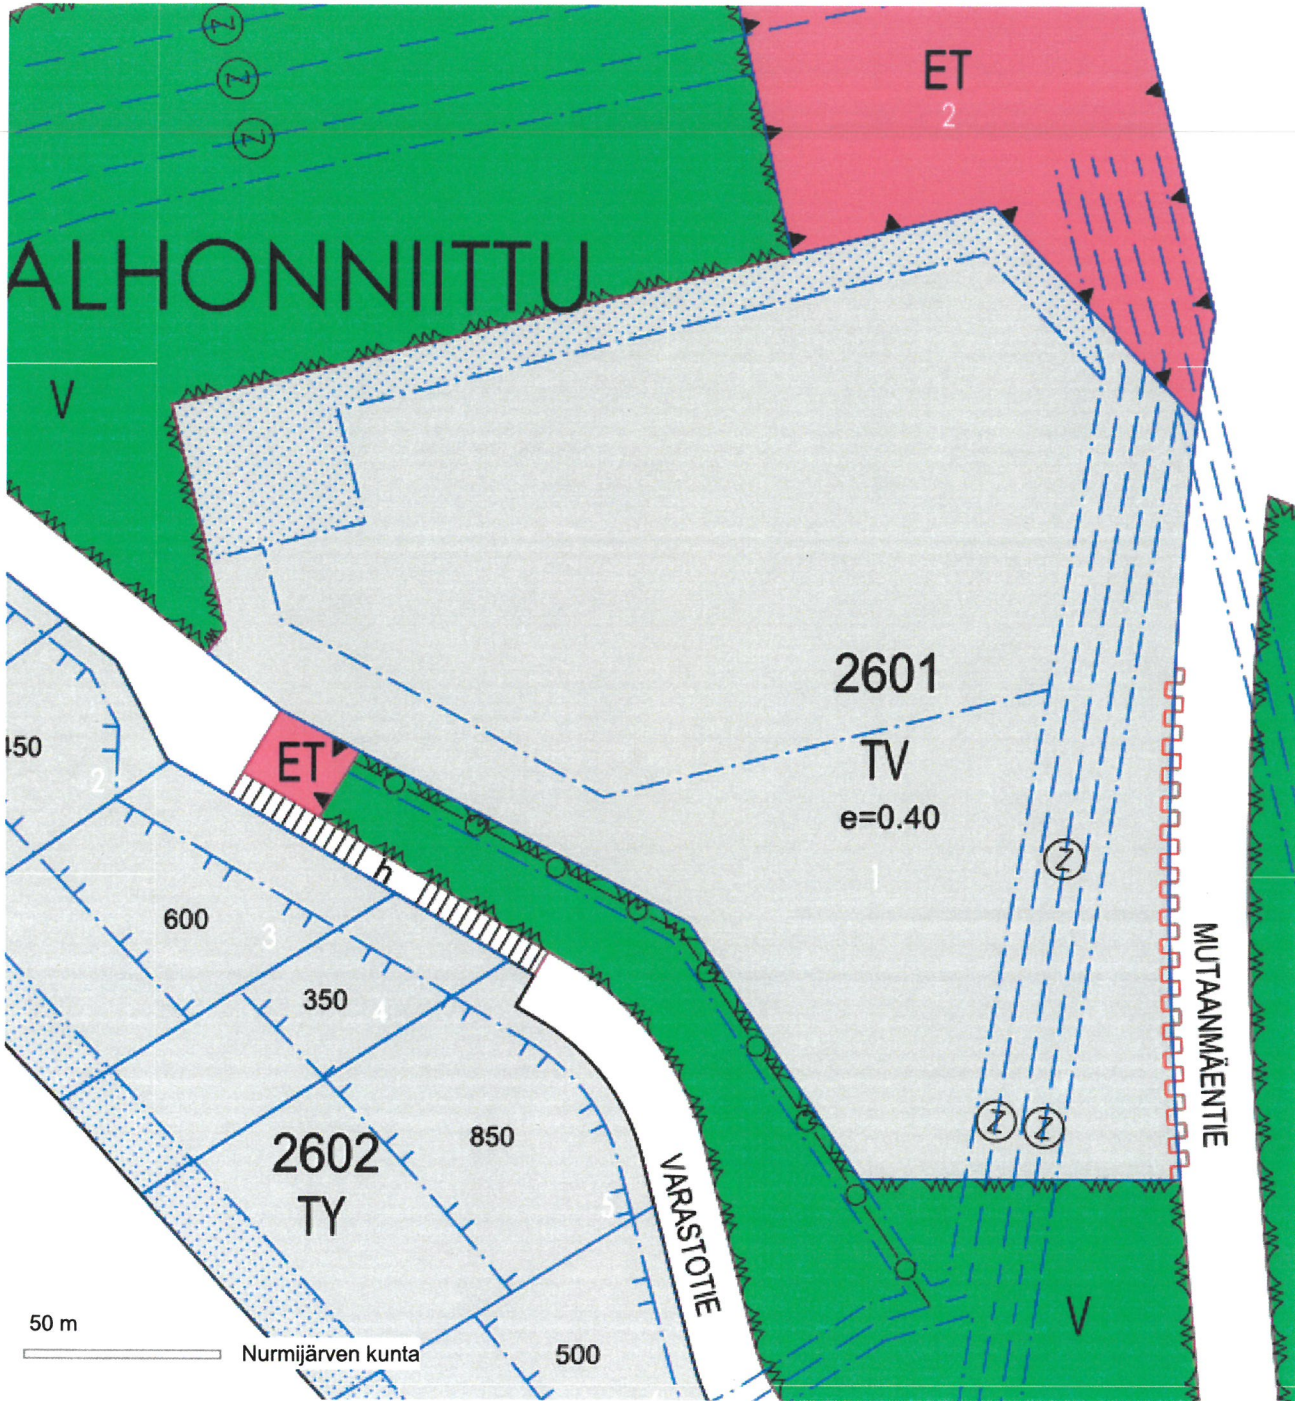 Z
Z
Z
ET
2
ALHONNIITTU
V
2601
TV
e=0.40
1
Z
ET
h
2
600
3
350
4
850
5
2602
TY
500
Z
Z
MUTAANMÄENTIE
VARASTOTIE
V
50 m
Nurmijärven kunta